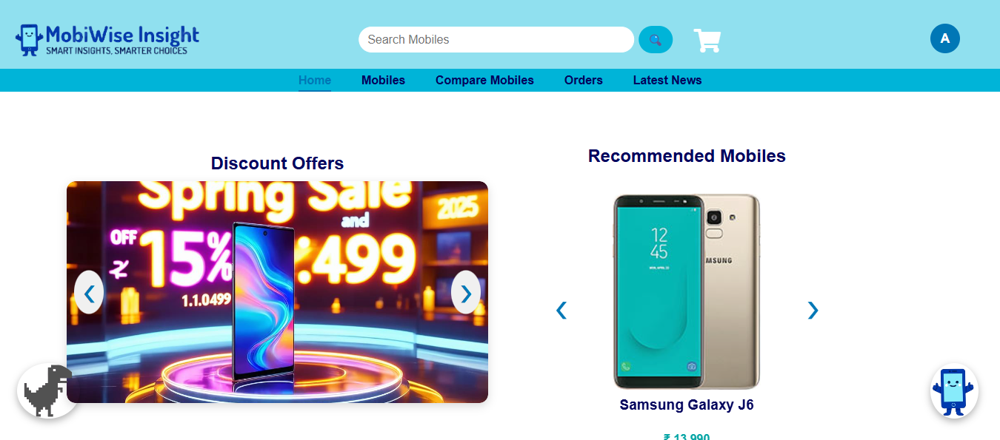 MobiWise Insight
SMART INSIGHTS, SMARTER CHOICES
Search Mobiles
A
Home
Mobiles
Compare Mobiles
Orders
Latest News
Discount Offers
Recommended Mobiles
Spring Sale
and
2025
OFF
15%
:499
1.1.0499
12
45
MSUNG
Samsung Galaxy J6
₹ 13,990